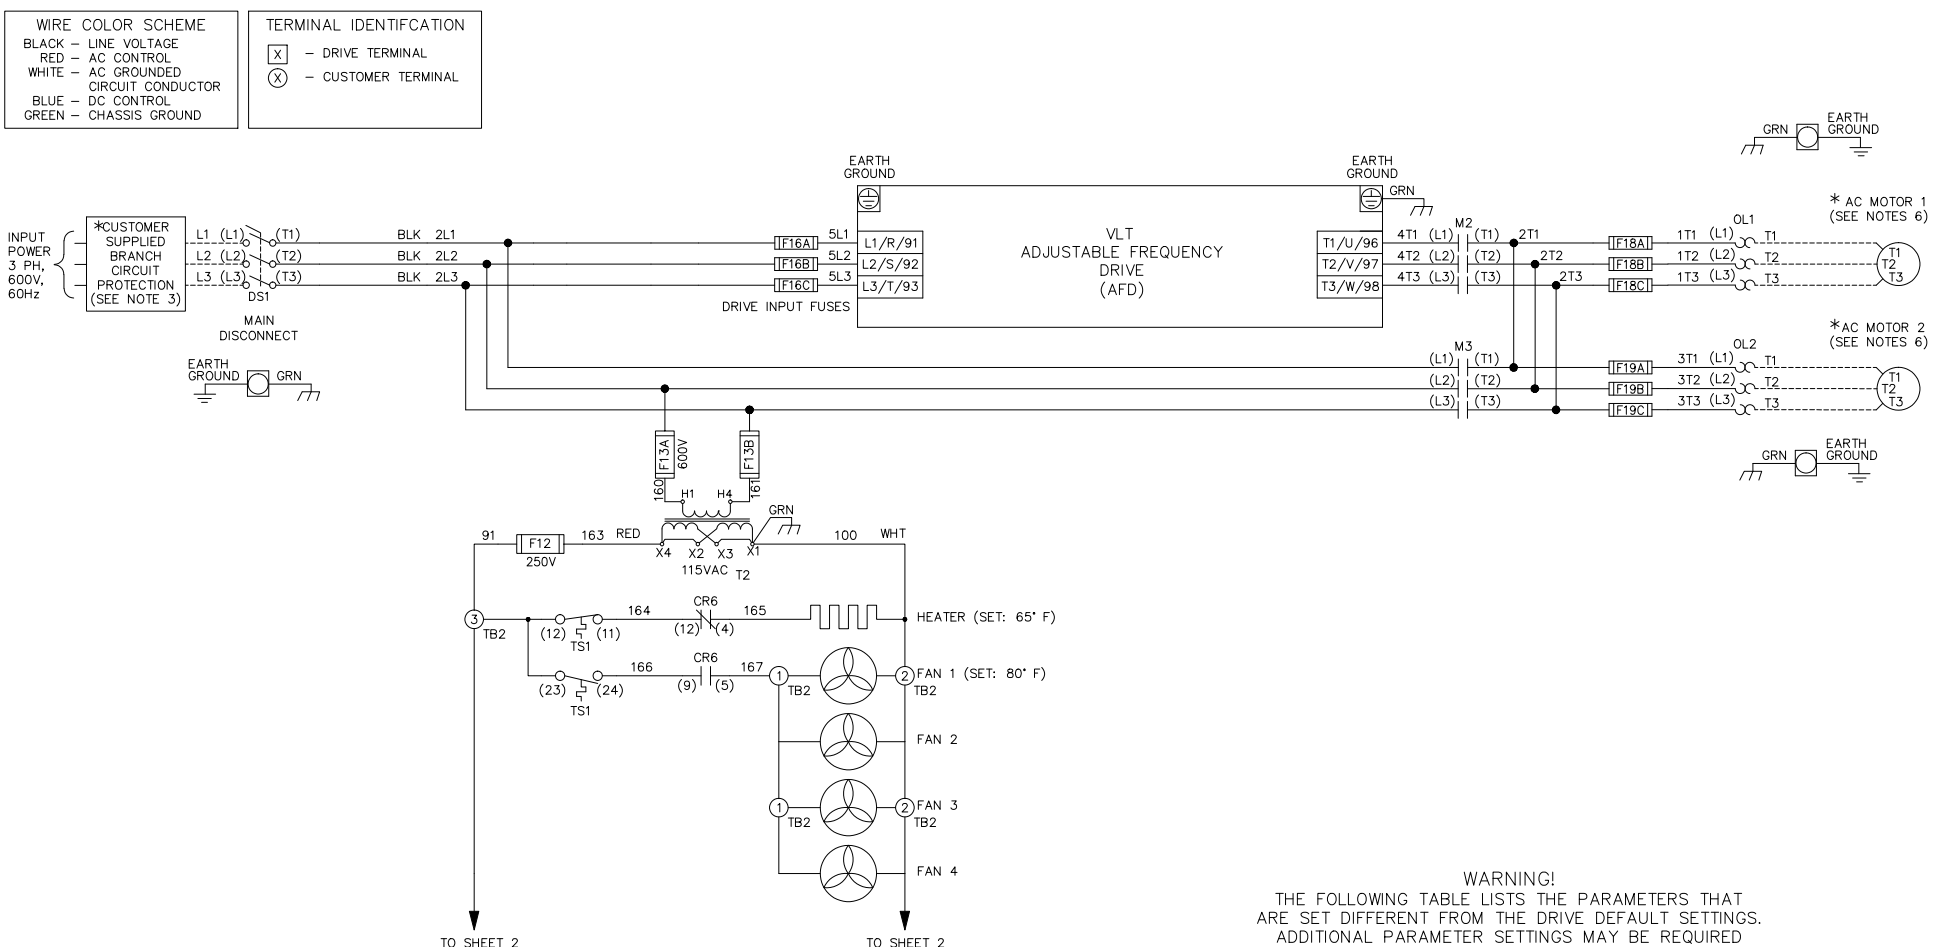 WIRE COLOR SCHEME
BLACK – LINE VOLTAGE
RED – AC CONTROL
WHITE – AC GROUNDED
CIRCUIT CONDUCTOR
BLUE – DC CONTROL
GREEN – CHASSIS GROUND
TERMINAL IDENTIFCATION
X – DRIVE TERMINAL
X – CUSTOMER TERMINAL
INPUT
POWER
3 PH,
600V,
60Hz
*CUSTOMER
SUPPLIED
BRANCH
CIRCUIT
PROTECTION
(SEE NOTE 3)
L1 (L1) (T1) BLK 2L1
L2 (L2) (T2) BLK 2L2
L3 (L3) (T3) BLK 2L3
DS1
MAIN
DISCONNECT
EARTH
GROUND GRN
F16A 5L1
F16B 5L2
F16C 5L3
DRIVE INPUT FUSES
EARTH
GROUND
L1/R/91
L2/S/92
L3/T/93
VLT
ADJUSTABLE FREQUENCY
DRIVE
(AFD)
EARTH
GROUND
GRN
T1/U/96
T2/V/97
T3/W/98
M2
4T1 (L1) (T1) 2T1
4T2 (L2) (T2) 2T2
4T3 (L3) (T3) 2T3
OL1
F18A 1T1 (L1) T1
F18B 1T2 (L2) T2
F18C 1T3 (L3) T3
GRN EARTH
GROUND
* AC MOTOR 1
(SEE NOTES 6)
T1
T2
T3
M3
(L1) (T1)
(L2) (T2)
(L3) (T3)
OL2
F19A 3T1 (L1) T1
F19B 3T2 (L2) T2
F19C 3T3 (L3) T3
*AC MOTOR 2
(SEE NOTES 6)
T1
T2
T3
GRN EARTH
GROUND
F13A
600V
F13B
160
161
H1 H4
GRN
91 F12 163 RED
250V
X4 X2 X3 X1
100 WHT
115VAC T2
3
TB2
(12) (11)
TS1
164
CR6
(12) (4)
165
HEATER (SET: 65° F)
(23) (24)
TS1
166
CR6
(9) (5)
167
1
TB2
2
TB2
FAN 1 (SET: 80° F)
FAN 2
1
TB2
2
TB2
FAN 3
FAN 4
TO SHEET 2
TO SHEET 2
WARNING!
THE FOLLOWING TABLE LISTS THE PARAMETERS THAT
ARE SET DIFFERENT FROM THE DRIVE DEFAULT SETTINGS.
ADDITIONAL PARAMETER SETTINGS MAY BE REQUIRED